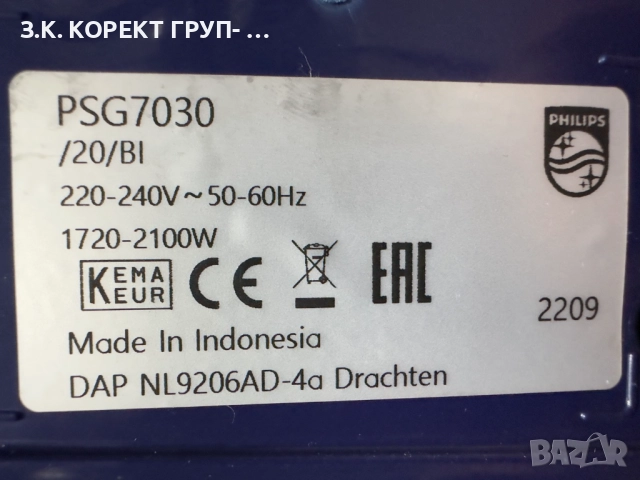 З.К. КОРЕКТ ГРУП- ...
PSG7030
/20/BI
PHILIPS
220-240V~50-60Hz
1720-2100W
KEMA
KEUR
CE
EAC
2209
Made In Indonesia
DAP NL9206AD-4a Drachten
BAZAR